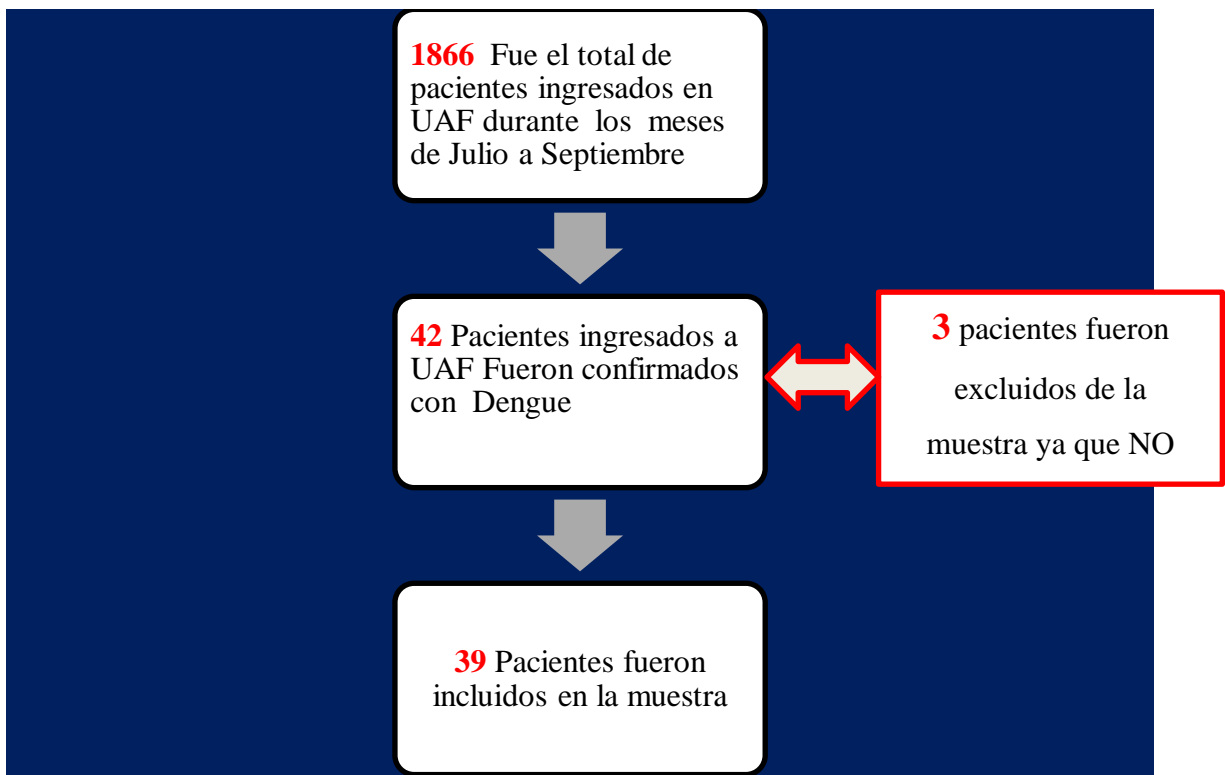 1866 Fue el total de
pacientes ingresados en
UAF durante los meses
de Julio a Septiembre
42 Pacientes ingresados a
UAF Fueron confirmados
con Dengue
3 pacientes fueron
excluidos de la
muestra ya que NO
39 Pacientes fueron
incluidos en la muestra